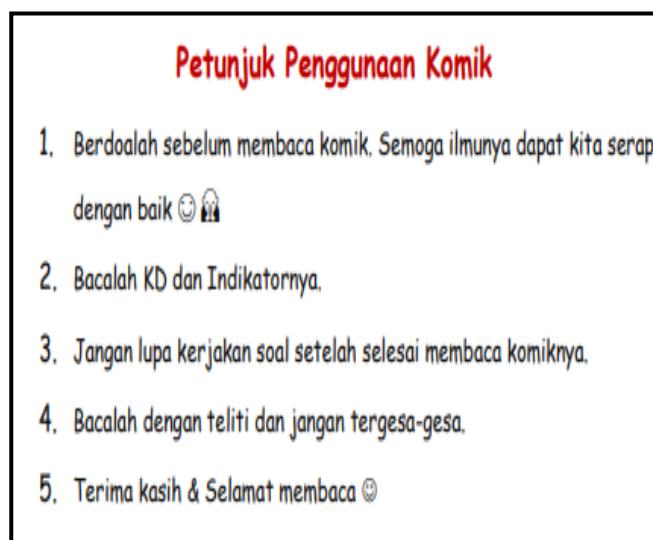 Petunjuk Penggunaan Komik
1. Berdoalah sebelum membaca komik. Semoga ilmunya dapat kita serap
dengan baik ☺
2. Bacalah KD dan Indikatornya.
3. Jangan lupa kerjakan soal setelah selesai membaca komiknya.
4. Bacalah dengan teliti dan jangan tergesa-gesa.
5. Terima kasih & Selamat membaca ☺